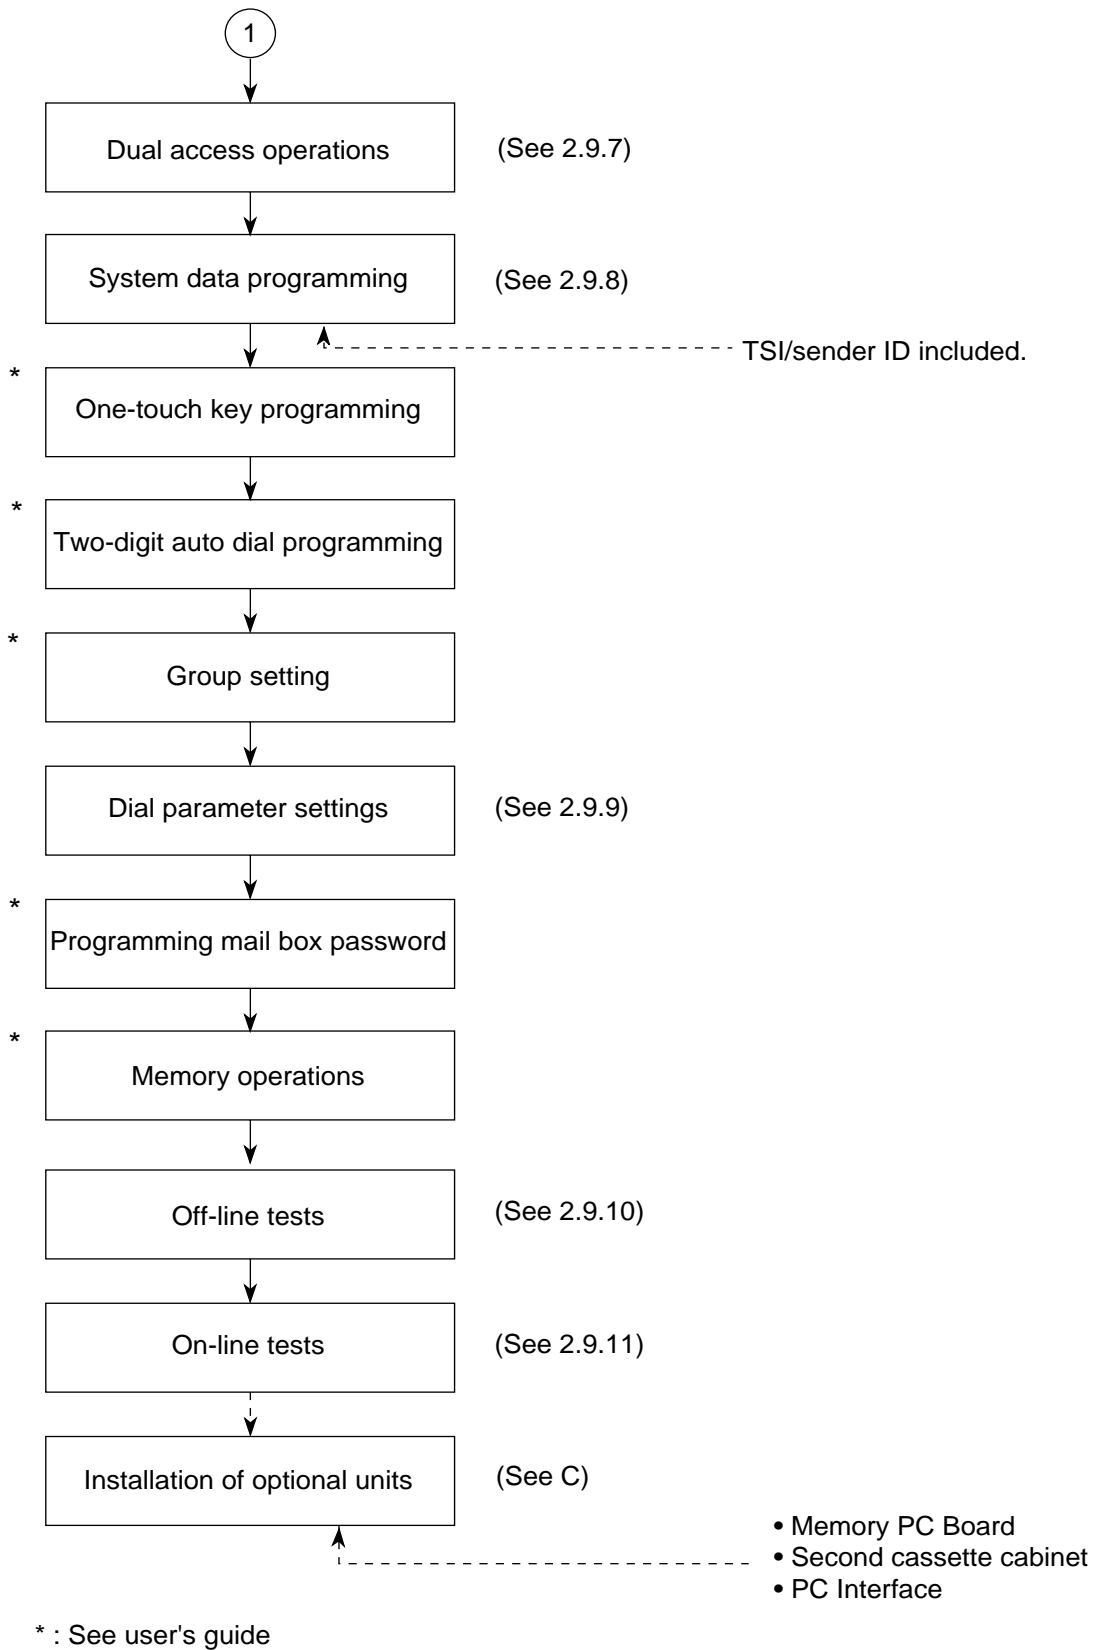 1
Dual access operations (See 2.9.7)
System data programming (See 2.9.8)
TSI/sender ID included.
*
One-touch key programming
*
Two-digit auto dial programming
*
Group setting
Dial parameter settings (See 2.9.9)
*
Programming mail box password
*
Memory operations
Off-line tests (See 2.9.10)
On-line tests (See 2.9.11)
Installation of optional units (See C)
• Memory PC Board
• Second cassette cabinet
• PC Interface
* : See user's guide